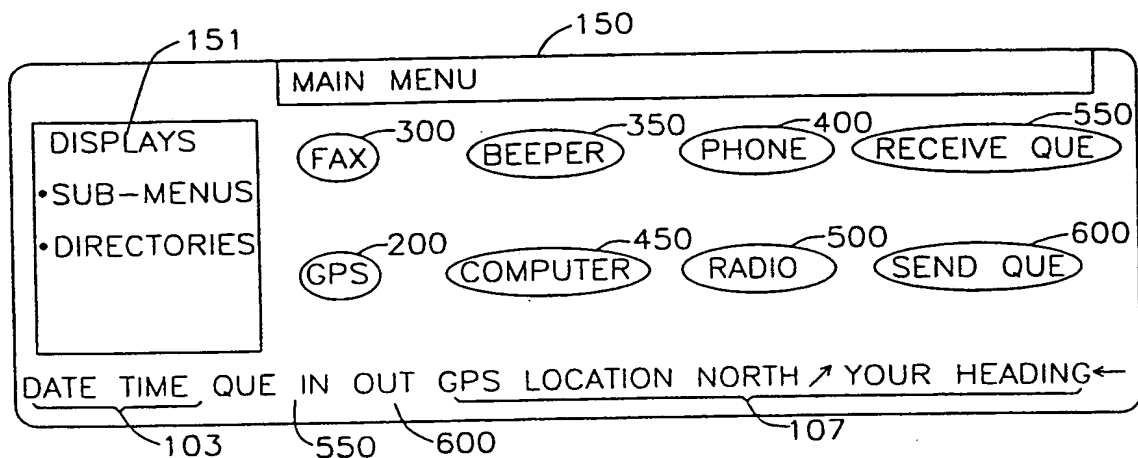 151
150
MAIN MENU
DISPLAYS
•SUB-MENUS
•DIRECTORIES
300
350
400
550
FAX
BEEPER
PHONE
RECEIVE QUE
200
450
500
600
GPS
COMPUTER
RADIO
SEND QUE
DATE TIME QUE IN OUT GPS LOCATION NORTH ↗ YOUR HEADING←
103
550
600
107